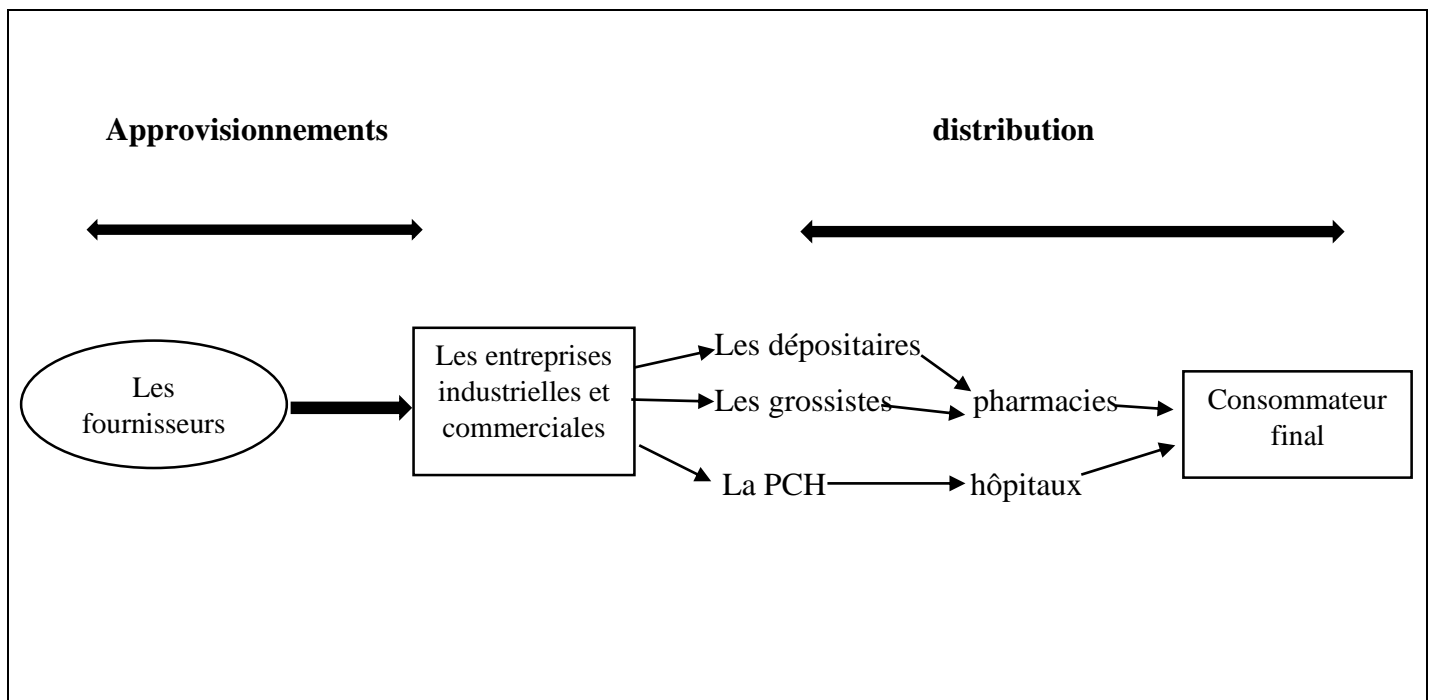 Approvisionnements
distribution
Les
fournisseurs
Les entreprises
industrielles et
commerciales
Les dépositaires
Les grossistes
La PCH
pharmacies
hôpitaux
Consommateur
final